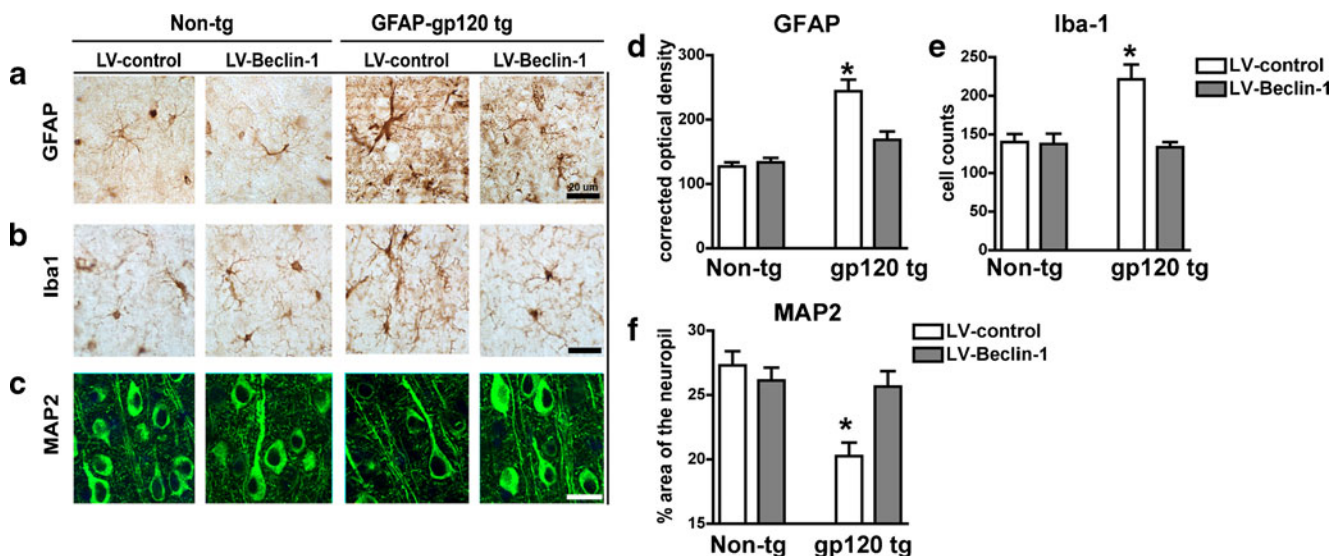 Non-tg GFAP-gp120 tg
LV-control LV-Beclin-1 LV-control LV-Beclin-1
a
GFAP
20 um
b
Iba1
c
MAP2
d
GFAP
corrected optical density
300
200
100
0
*
Non-tg gp120 tg
e
Iba-1
cell counts
250
200
150
100
50
0
*
Non-tg gp120 tg
LV-control
LV-Beclin-1
f
MAP2
% area of the neuropil
30
25
20
15
*
Non-tg gp120 tg
LV-control
LV-Beclin-1